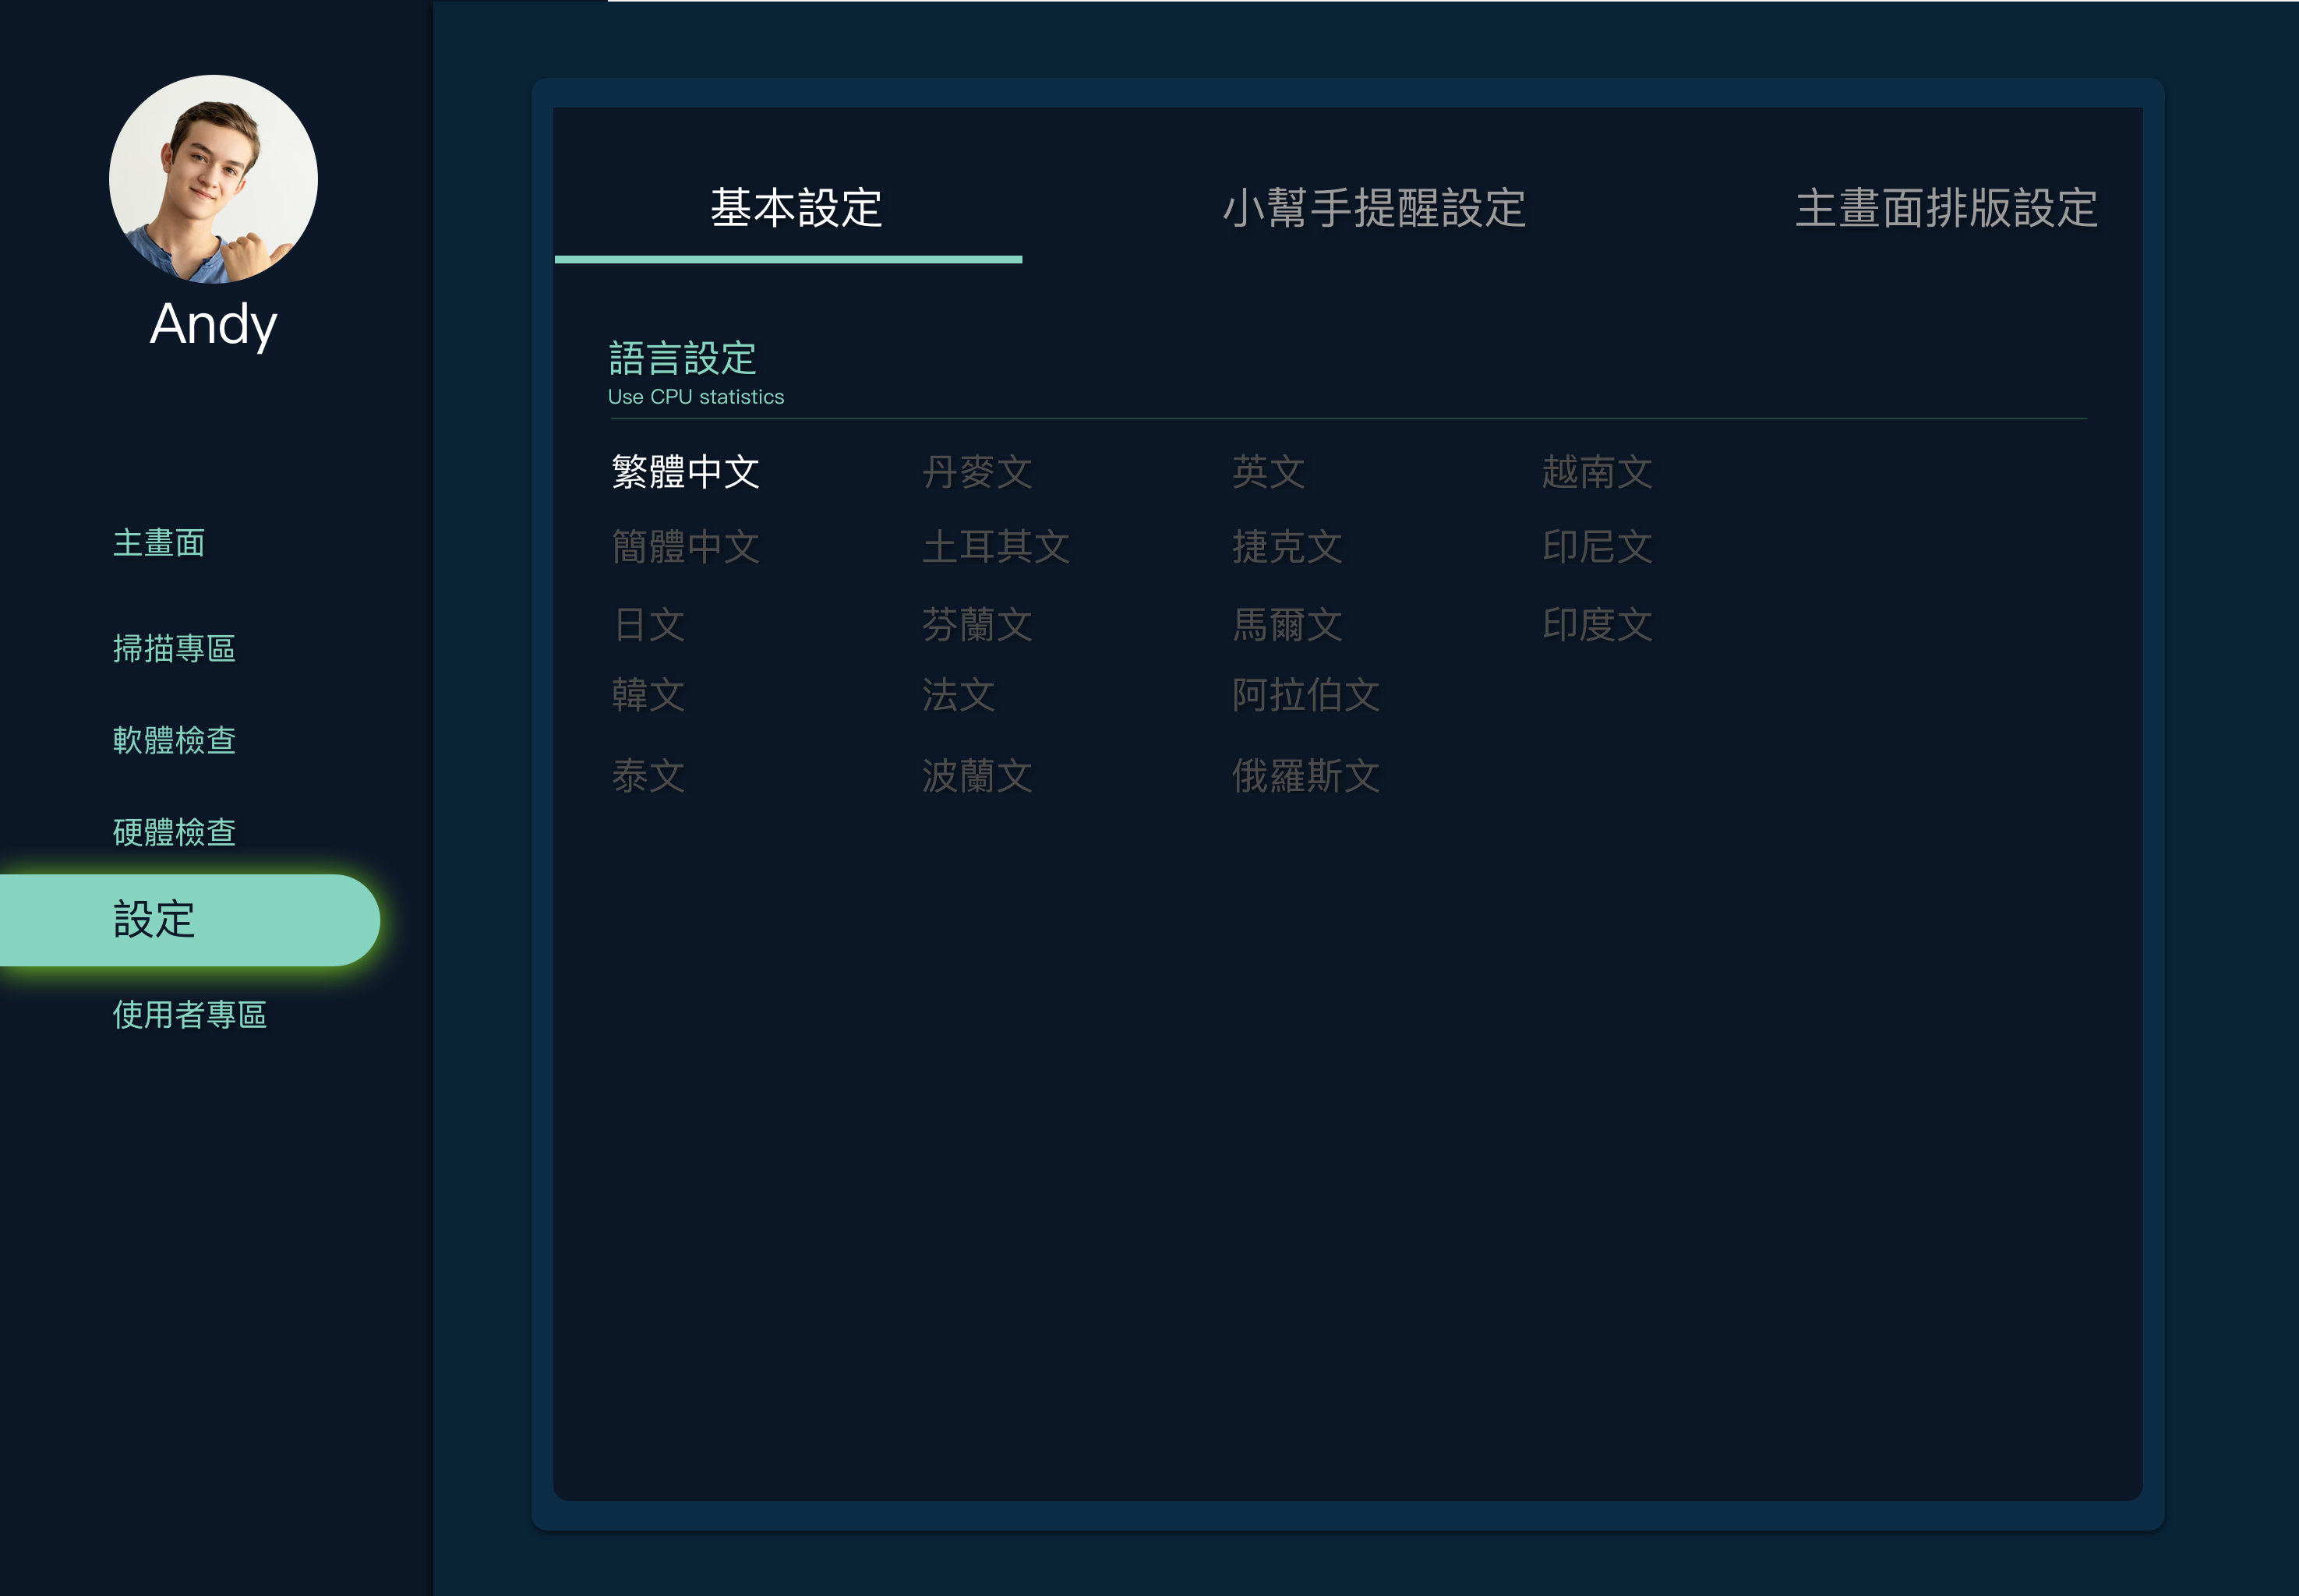 Andy
主畫面
掃描專區
軟體檢查
硬體檢查
設定
使用者專區
基本設定 小幫手提醒設定 主畫面排版設定
語言設定
Use CPU statistics
繁體中文 丹麥文 英文 越南文
簡體中文 土耳其文 捷克文 印尼文
日文 芬蘭文 馬爾文 印度文
韓文 法文 阿拉伯文
泰文 波蘭文 俄羅斯文